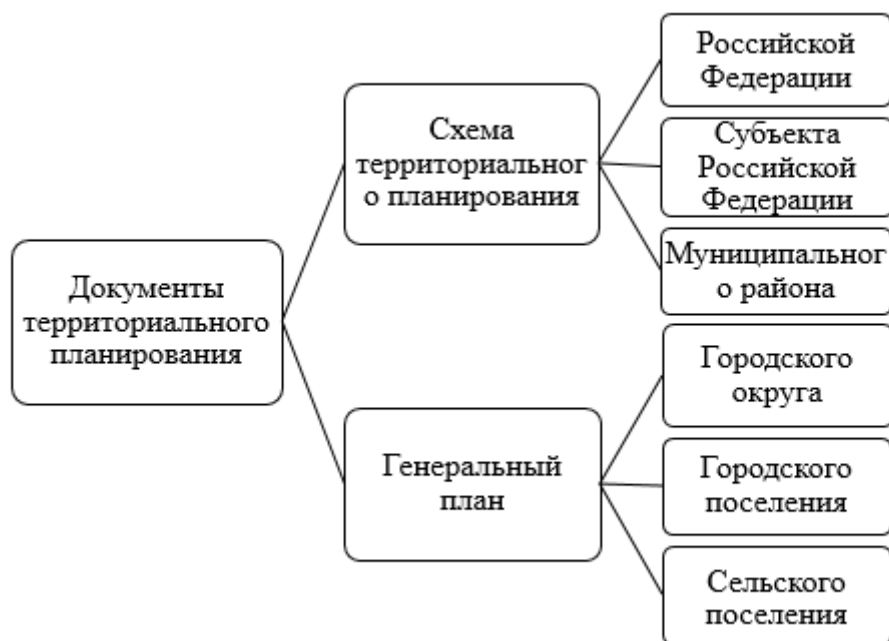 Документы
территориального
планирования
Схема
территориальног
о планирования
Российской
Федерации
Субъекта
Российской
Федерации
Муниципальног
о района
Генеральный
план
Городского
округа
Городского
поселения
Сельского
поселения